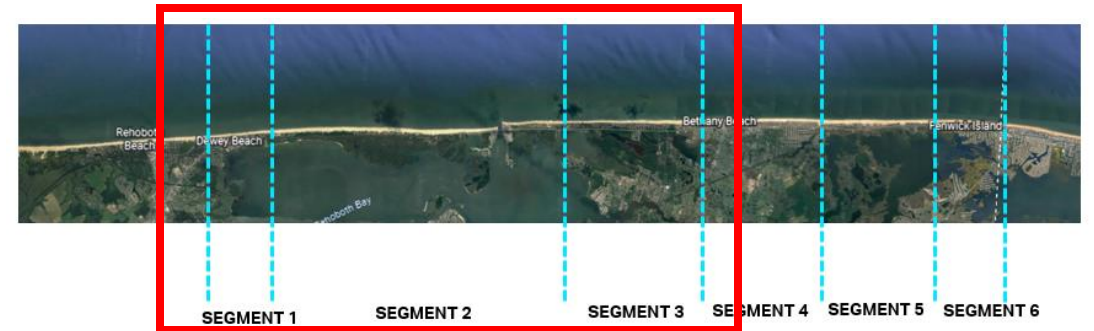 Rehobot
Beach
Dewey Beach
Bethany Beach
Fenwick Island
Rehoboth Bay
SEGMENT 1
SEGMENT 2
SEGMENT 3
SEGMENT 4
SEGMENT 5
SEGMENT 6